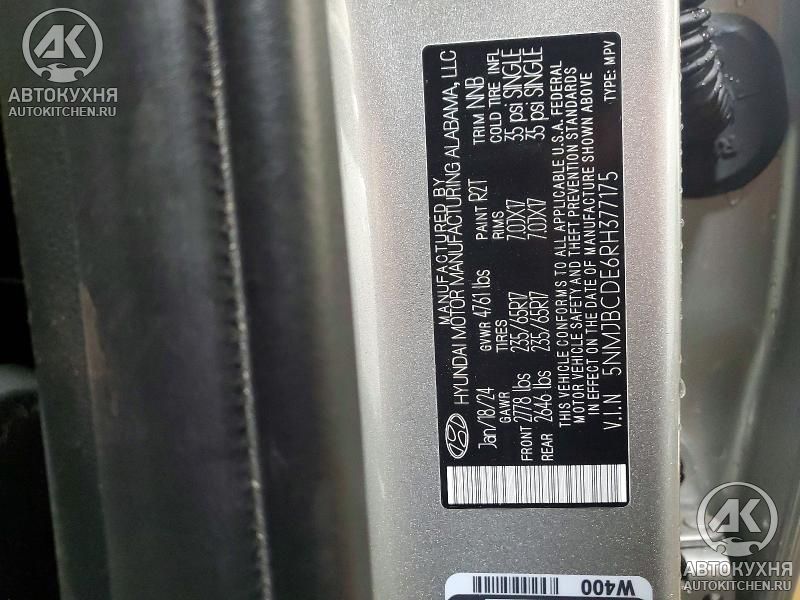 АВТОКУХНЯ
AUTOKITCHEN.RU
MANUFACTURED BY
HYUNDAI MOTOR MANUFACTURING ALABAMA, LLC
Jan/18/24 GVWR 4761 lbs PAINT R2T TRIM NNB
GAWR TIRES RIMS COLD TIRE INFL
FRONT 2778 lbs 235/65R17 7.0JX17 35 psi SINGLE
REAR 2646 lbs 235/65R17 7.0JX17 35 psi SINGLE
THIS VEHICLE CONFORMS TO ALL APPLICABLE U.S.A. FEDERAL
MOTOR VEHICLE SAFETY AND THEFT PREVENTION STANDARDS
IN EFFECT ON THE DATE OF MANUFACTURE SHOWN ABOVE
V.I.N 5NMJBCDE6RH377175 TYPE: MPV
W400
АК
АВТОКУХНЯ
AUTOKITCHEN.RU